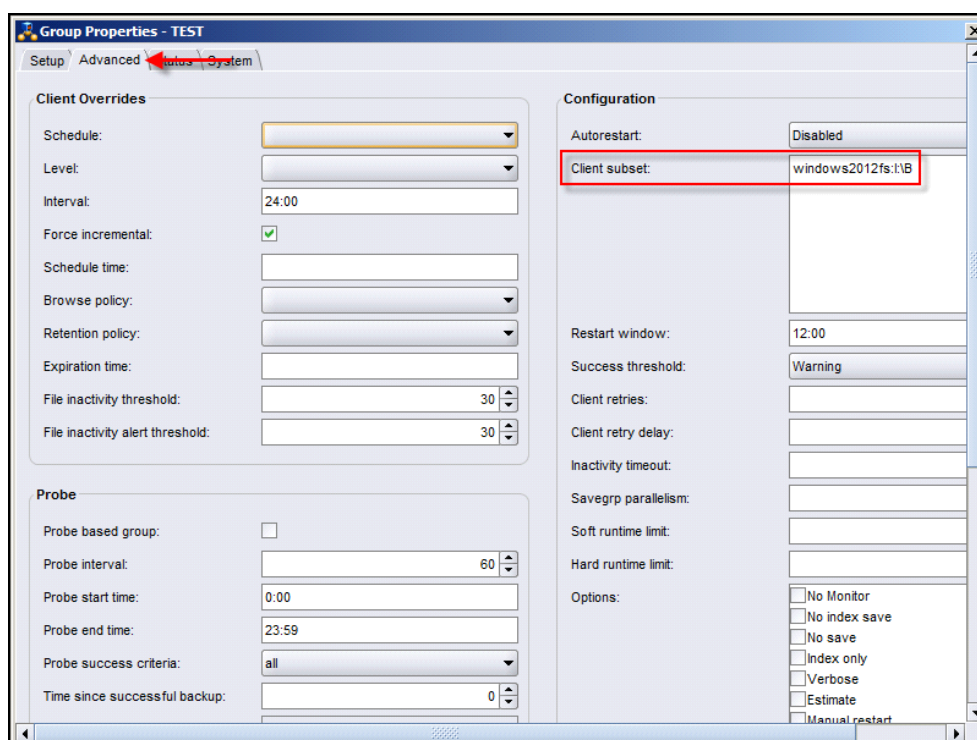 Group Properties - TEST
Setup Advanced Status System
Client Overrides
Schedule:
Level:
Interval: 24:00
Force incremental:
Schedule time:
Browse policy:
Retention policy:
Expiration time:
File inactivity threshold: 30
File inactivity alert threshold: 30
Probe
Probe based group:
Probe interval: 60
Probe start time: 0:00
Probe end time: 23:59
Probe success criteria: all
Time since successful backup: 0
Configuration
Autorestart: Disabled
Client subset: windows2012fs:I:\B
Restart window: 12:00
Success threshold: Warning
Client retries:
Client retry delay:
Inactivity timeout:
Savegrp parallelism:
Soft runtime limit:
Hard runtime limit:
Options: No Monitor
No index save
No save
Index only
Verbose
Estimate
Manual restart